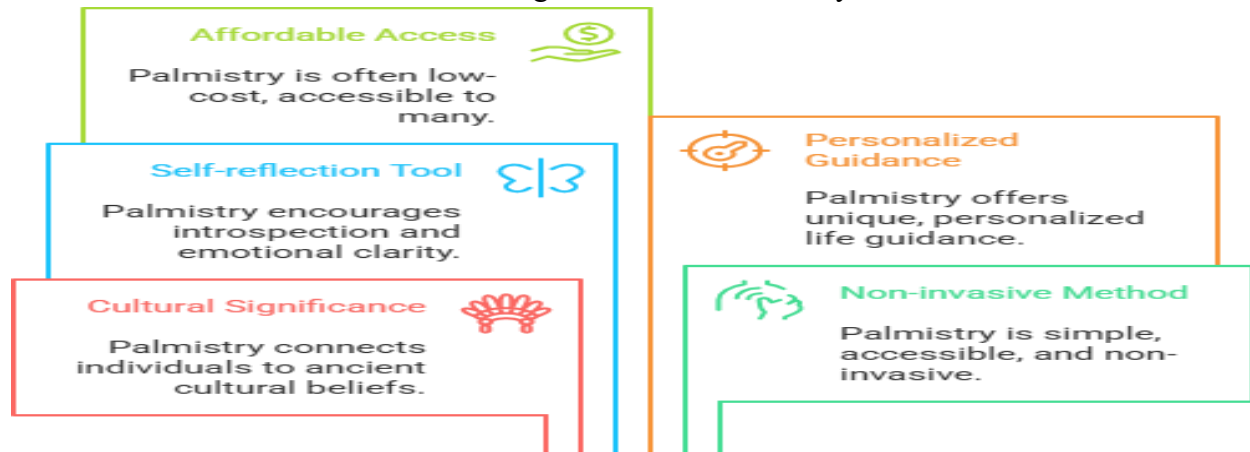 Affordable Access
Palmistry is often low-
cost, accessible to
many.
Self-reflection Tool
Palmistry encourages
introspection and
emotional clarity.
Cultural Significance
Palmistry connects
individuals to ancient
cultural beliefs.
Personalized
Guidance
Palmistry offers
unique, personalized
life guidance.
Non-invasive Method
Palmistry is simple,
accessible, and non-
invasive.